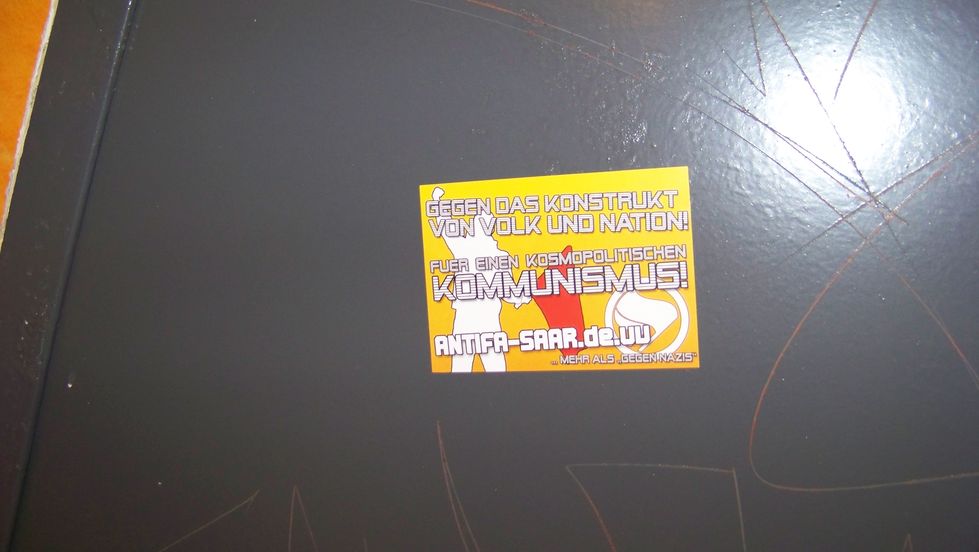 GEGEN DAS KONSTRUKT
VON VOLK UND NATION!
FUER EINEN KOSMOPOLITISCHEN
KOMMUNISMUS!
ANTIFA-SAAR.de.VU
... MEHR ALS „GEGEN NAZIS"